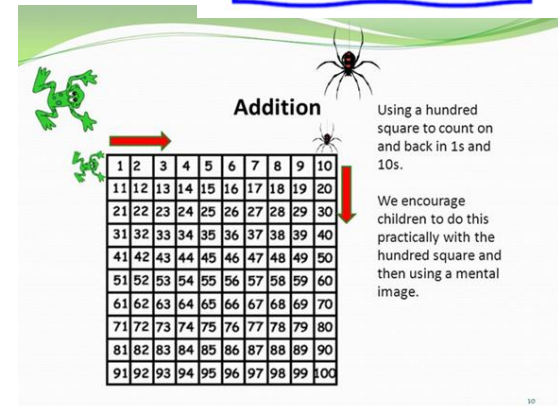 Addition
Using a hundred
square to count on
and back in 1s and
10s.
We encourage
children to do this
practically with the
hundred square and
then using a mental
image.
1 2 3 4 5 6 7 8 9 10
11 12 13 14 15 16 17 18 19 20
21 22 23 24 25 26 27 28 29 30
31 32 33 34 35 36 37 38 39 40
41 42 43 44 45 46 47 48 49 50
51 52 53 54 55 56 57 58 59 60
61 62 63 64 65 66 67 68 69 70
71 72 73 74 75 76 77 78 79 80
81 82 83 84 85 86 87 88 89 90
91 92 93 94 95 96 97 98 99 100
10